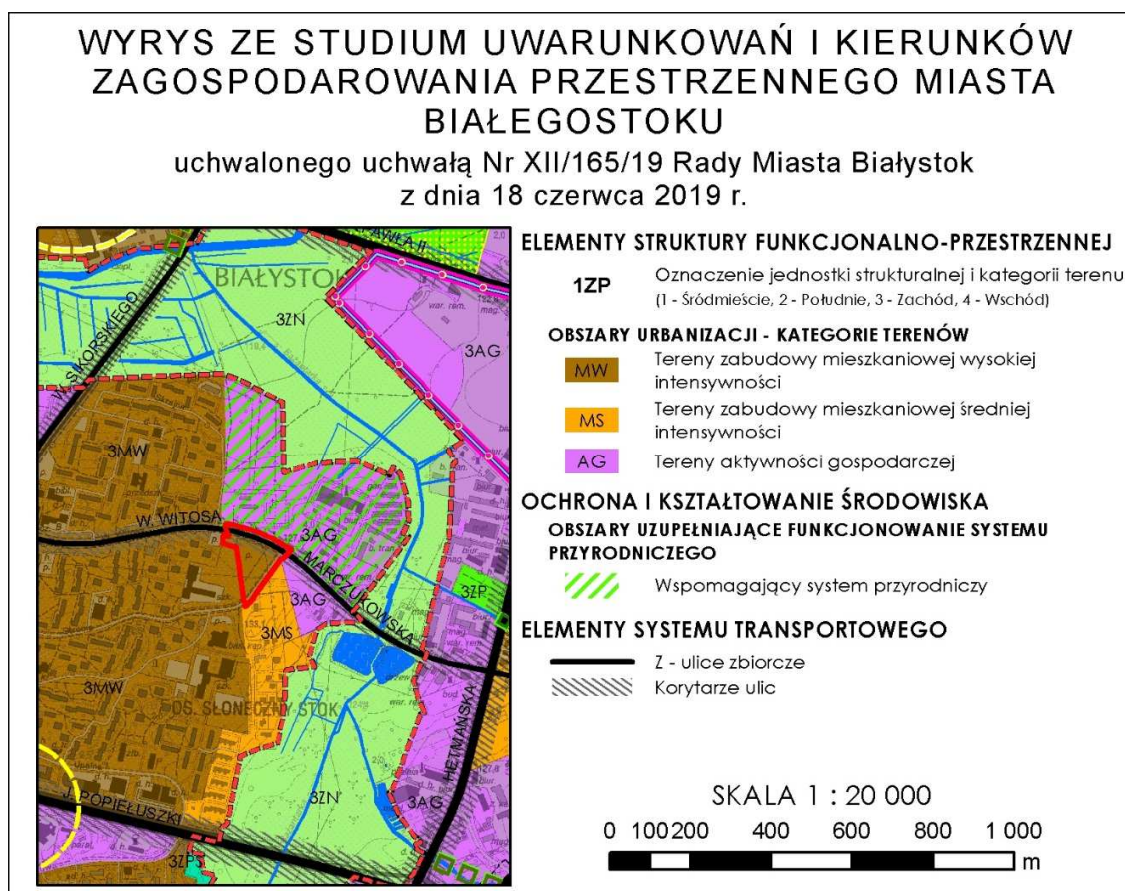 WYRYS ZE STUDIUM UWARUNKOWAŃ I KIERUNKÓW
ZAGOSPODAROWANIA PRZESTRZENNEGO MIASTA
BIAŁEGOSTOKU
uchwalonego uchwałą Nr XII/165/19 Rady Miasta Białystok
z dnia 18 czerwca 2019 r.
PAWŁA II
BIAŁYSTOK
3ZN
W. SIKORSKIEGO
3AG
3MW
W. WITOSA
3AG
MARCZUKOWSKA
3AG
3ZP
3MS
3MW
OS. SŁONECZNY STOK
HETMAŃSKA
3ZN
3AG
J. POPIEŁUSZKI
3ZPS
ELEMENTY STRUKTURY FUNKCJONALNO-PRZESTRZENNEJ
1ZP Oznaczenie jednostki strukturalnej i kategorii terenu
(1 - Śródmieście, 2 - Południe, 3 - Zachód, 4 - Wschód)
OBSZARY URBANIZACJI - KATEGORIE TERENÓW
MW Tereny zabudowy mieszkaniowej wysokiej
intensywności
MS Tereny zabudowy mieszkaniowej średniej
intensywności
AG Tereny aktywności gospodarczej
OCHRONA I KSZTAŁTOWANIE ŚRODOWISKA
OBSZARY UZUPEŁNIAJĄCE FUNKCJONOWANIE SYSTEMU
PRZYRODNICZEGO
Wspomagający system przyrodniczy
ELEMENTY SYSTEMU TRANSPORTOWEGO
Z - ulice zbiorcze
Korytarze ulic
SKALA 1 : 20 000
0 100 200 400 600 800 1 000
m